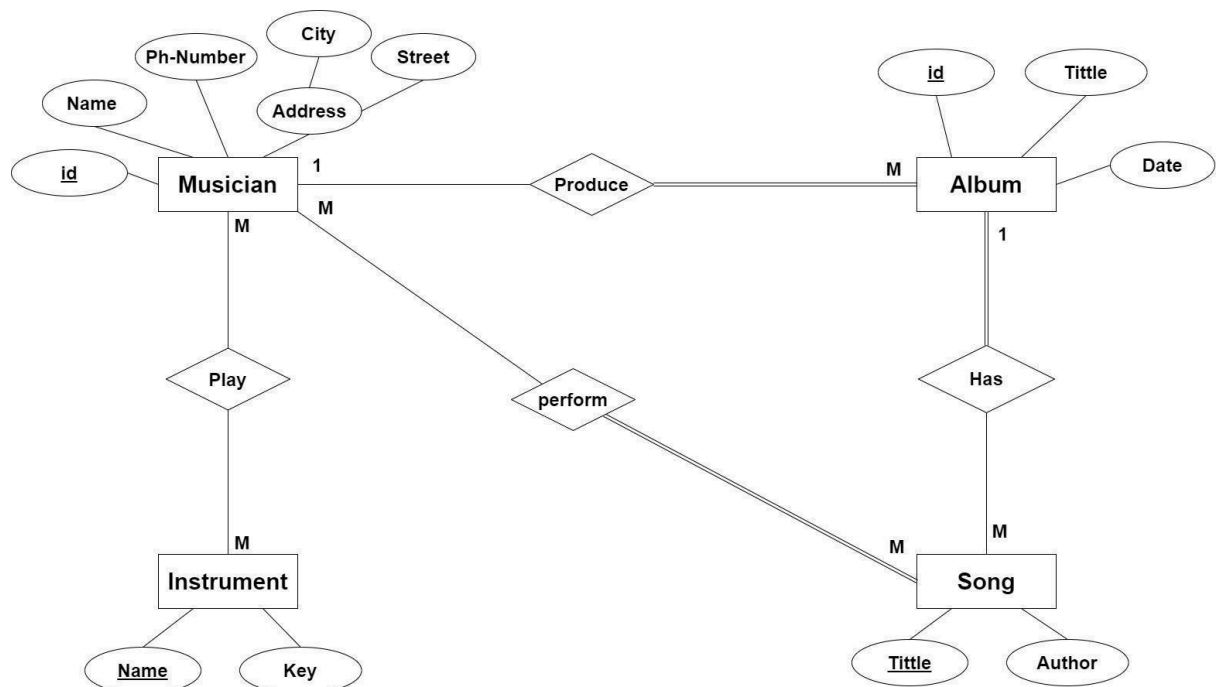 City
Ph-Number
Street
id
Tittle
Name
Address
Date
id
Musician
1
Produce
M
Album
M
M
1
Play
perform
Has
M
M
M
Instrument
Song
Name
Key
Tittle
Author